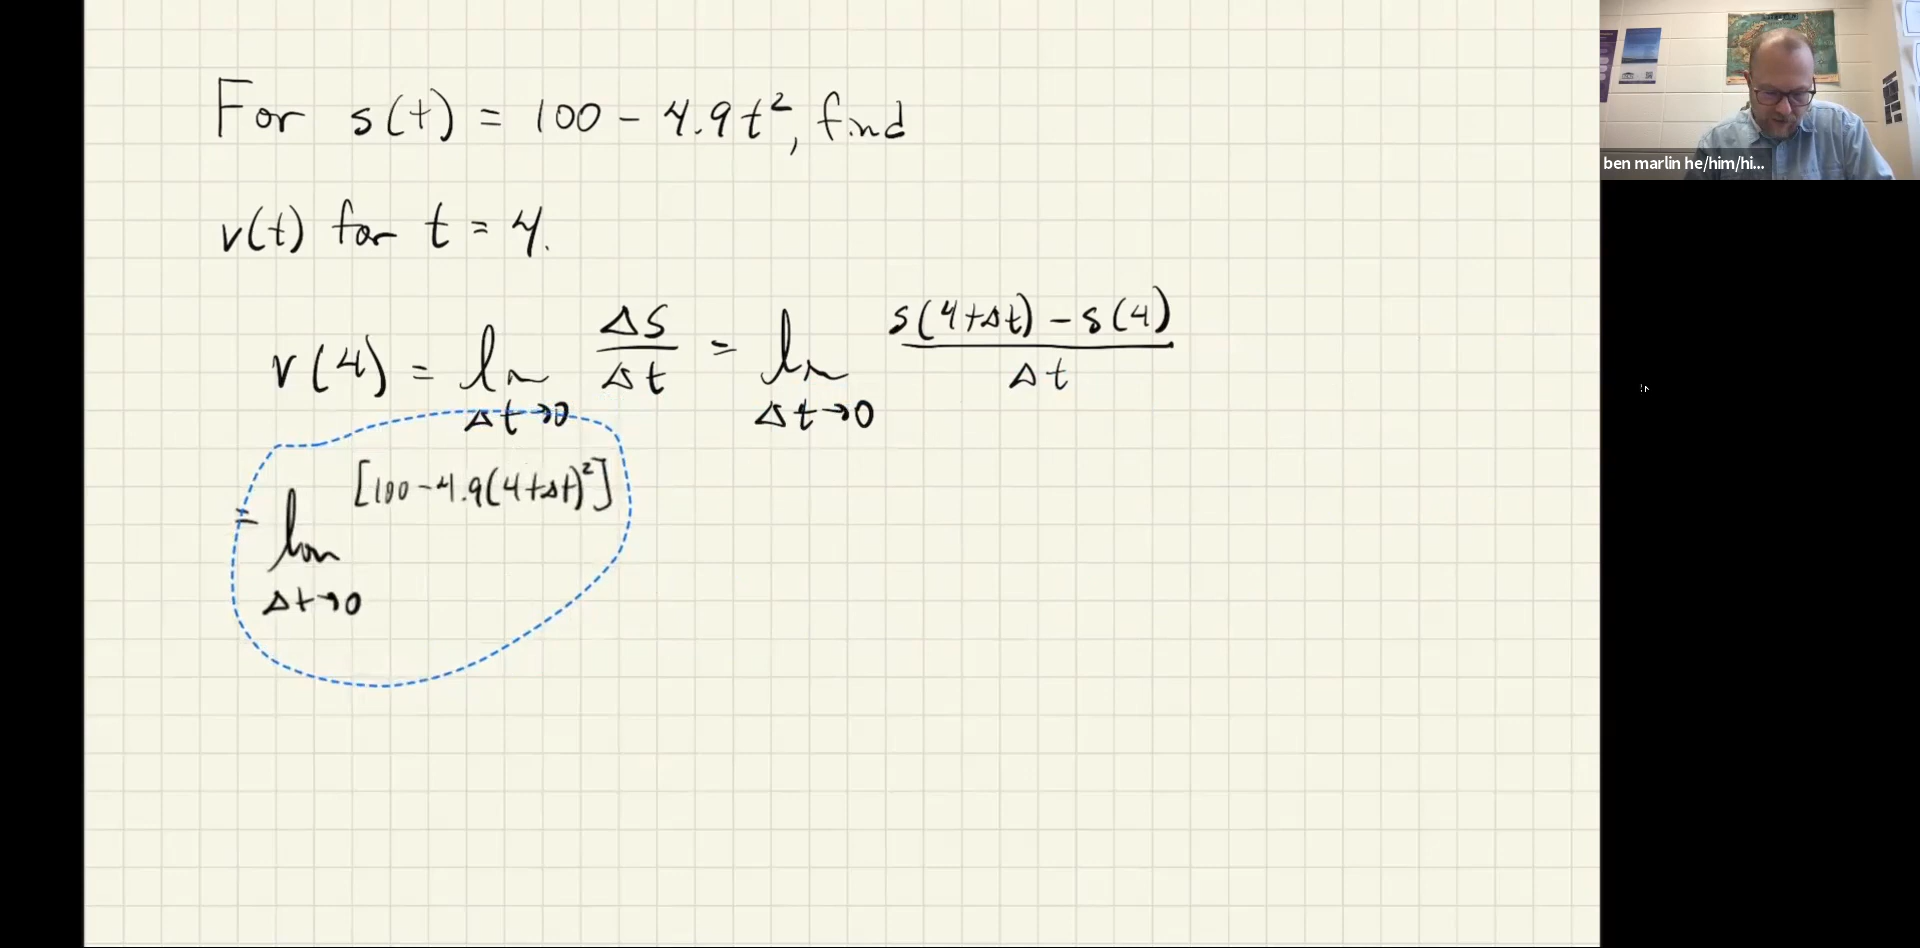 For s(t) = 100 - 4.9t², find
v(t) for t = 4.
v(4) = lim Δt→0 Δs/Δt = lim Δt→0 (s(4+Δt) - s(4))/Δt
= lim Δt→0 [100-4.9(4+Δt)²]
ben marlin he/him/hi...